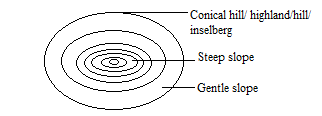 Conical hill/ highland/hill/
inselberg
Steep slope
Gentle slope